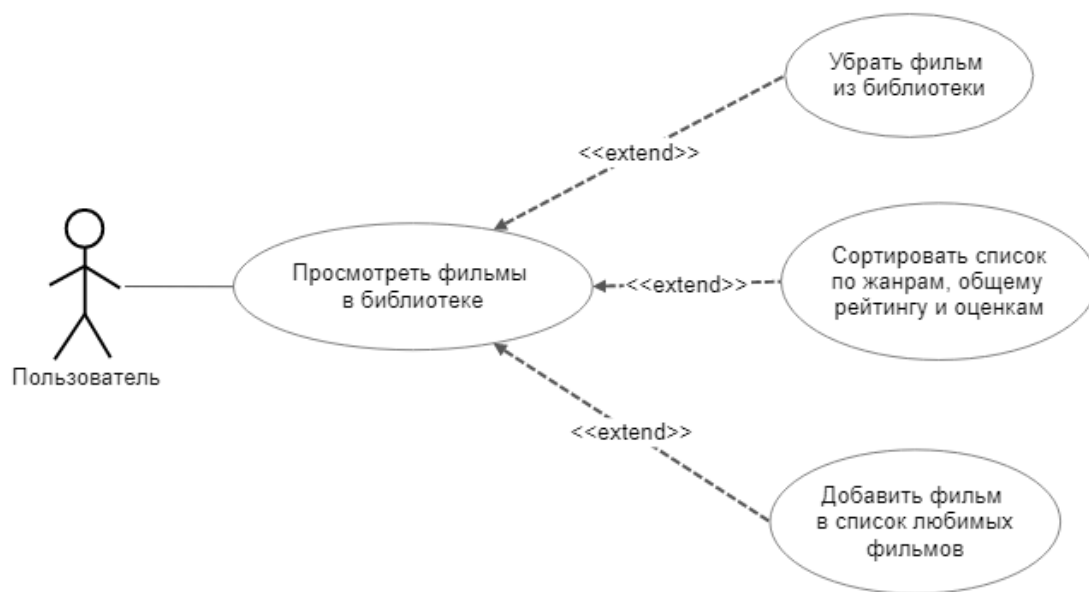 Убрать фильм
из библиотеки
<<extend>>
Просмотреть фильмы
в библиотеке
<<extend>>
Сортировать список
по жанрам, общему
рейтингу и оценкам
Пользователь
<<extend>>
Добавить фильм
в список любимых
фильмов